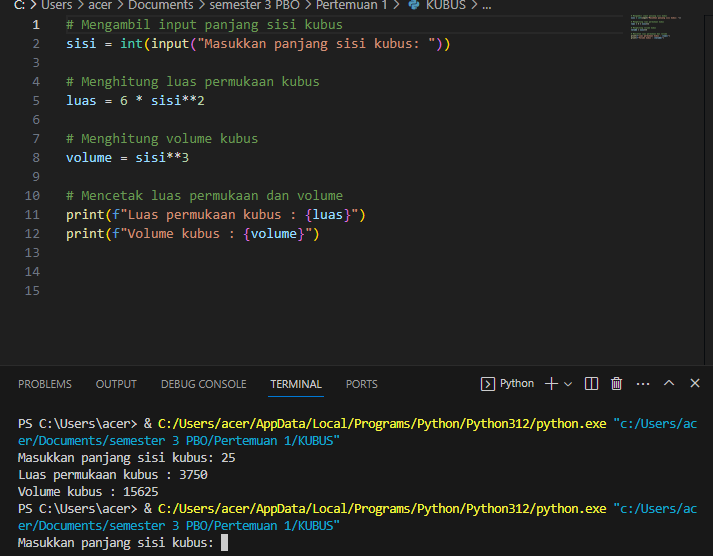 C: > Users > acer > Documents > semester 3 PBO > Pertemuan 1 > KUBUS > ...
1 # Mengambil input panjang sisi kubus
2 sisi = int(input("Masukkan panjang sisi kubus: "))
3
4 # Menghitung luas permukaan kubus
5 luas = 6 * sisi**2
6
7 # Menghitung volume kubus
8 volume = sisi**3
9
10 # Mencetak luas permukaan dan volume
11 print(f"Luas permukaan kubus : {luas}")
12 print(f"Volume kubus : {volume}")
13
14
15
PROBLEMS OUTPUT DEBUG CONSOLE TERMINAL PORTS Python
PS C:\Users\acer> & C:/Users/acer/AppData/Local/Programs/Python/Python312/python.exe "c:/Users/ac
er/Documents/semester 3 PBO/Pertemuan 1/KUBUS"
Masukkan panjang sisi kubus: 25
Luas permukaan kubus : 3750
Volume kubus : 15625
PS C:\Users\acer> & C:/Users/acer/AppData/Local/Programs/Python/Python312/python.exe "c:/Users/ac
er/Documents/semester 3 PBO/Pertemuan 1/KUBUS"
Masukkan panjang sisi kubus: